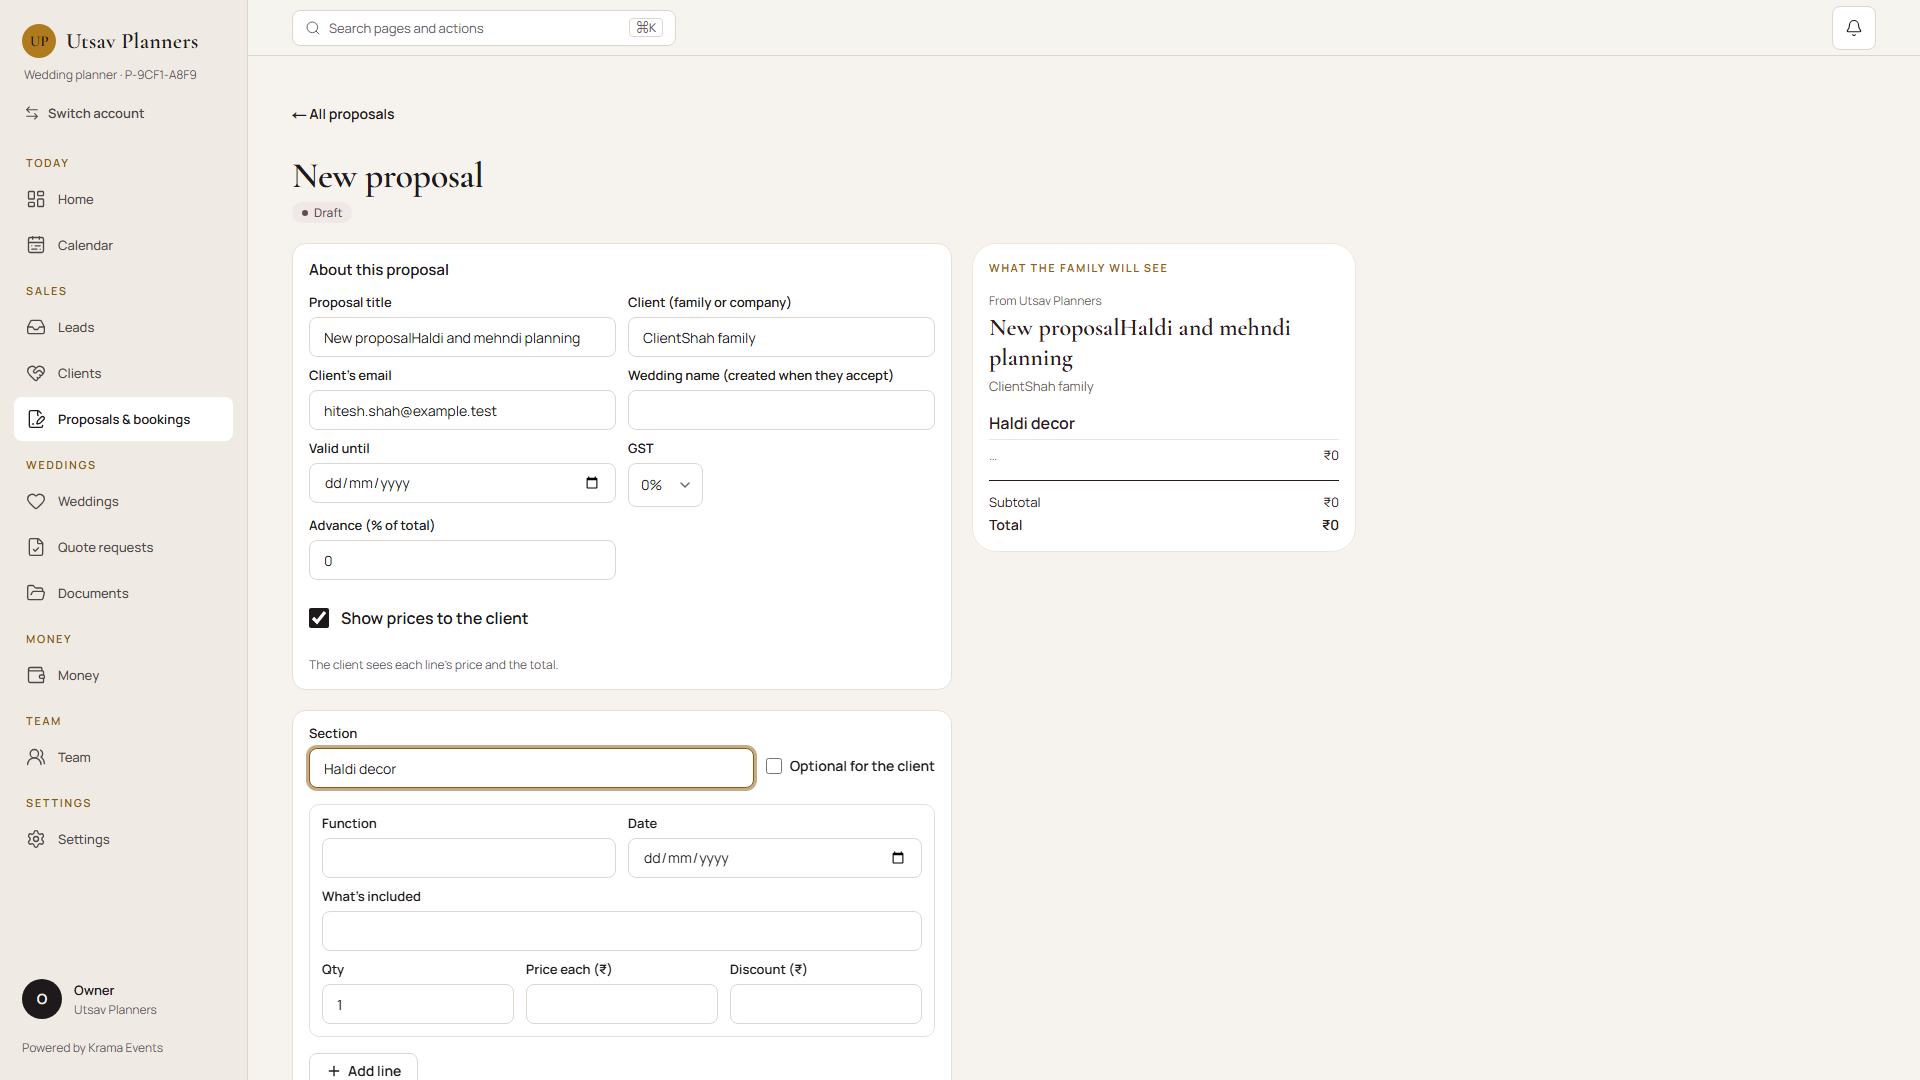 UP Utsav Planners
Wedding planner · P-9CF1-A8F9
Switch account
TODAY
Home
Calendar
SALES
Leads
Clients
Proposals & bookings
WEDDINGS
Weddings
Quote requests
Documents
MONEY
Money
TEAM
Team
SETTINGS
Settings
O Owner
Utsav Planners
Powered by Krama Events
Search pages and actions ⌘K
← All proposals
New proposal
Draft
About this proposal
Proposal title
New proposalHaldi and mehndi planning
Client (family or company)
ClientShah family
Client's email
hitesh.shah@example.test
Wedding name (created when they accept)
Valid until
dd/mm/yyyy
GST
0%
Advance (% of total)
0
Show prices to the client
The client sees each line's price and the total.
Section
Haldi decor
Optional for the client
Function
Date
dd/mm/yyyy
What's included
Qty
1
Price each (₹)
Discount (₹)
+ Add line
WHAT THE FAMILY WILL SEE
From Utsav Planners
New proposalHaldi and mehndi
planning
ClientShah family
Haldi decor
… ₹0
Subtotal ₹0
Total ₹0